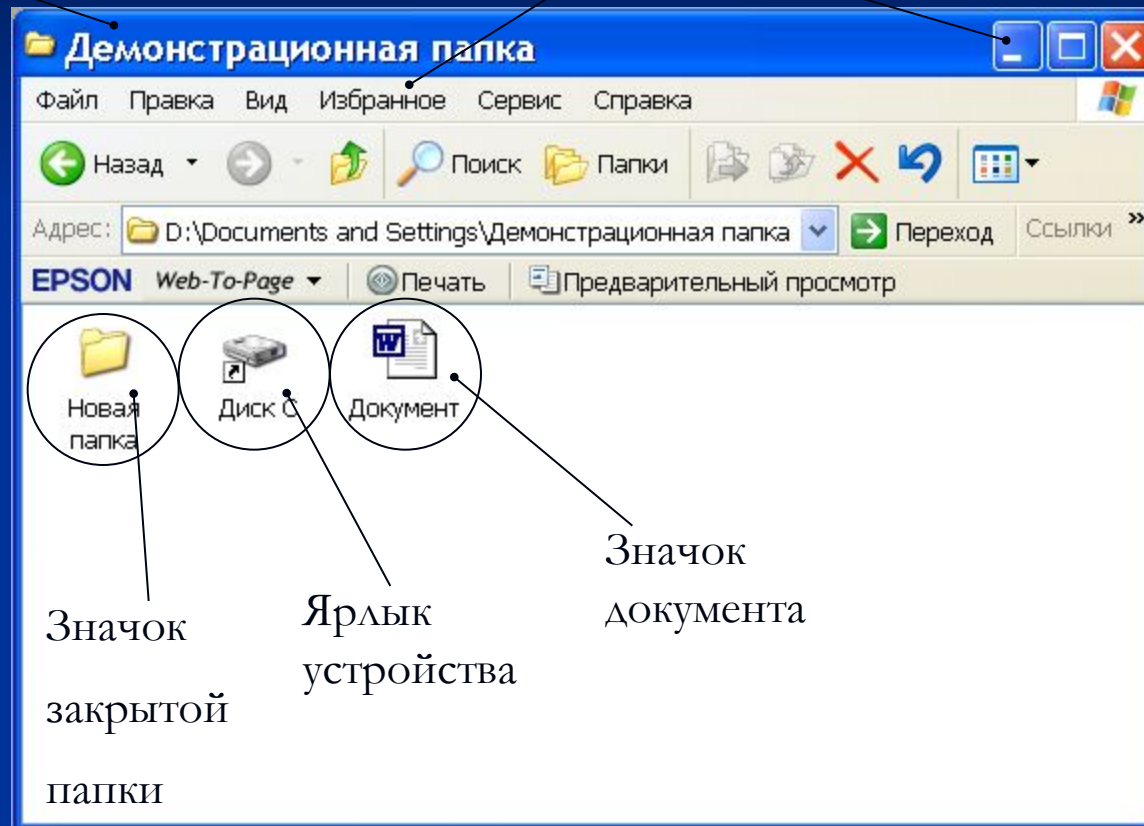 Демонстрационная папка
Файл Правка Вид Избранное Сервис Справка
Назад Поиск Папки
Адрес: D:\Documents and Settings\Демонстрационная папка Переход Ссылки »
EPSON Web-To-Page Печать Предварительный просмотр
W
Новая
папка
Диск C
Документ
Значок
закрытой
папки
Ярлык
устройства
Значок
документа